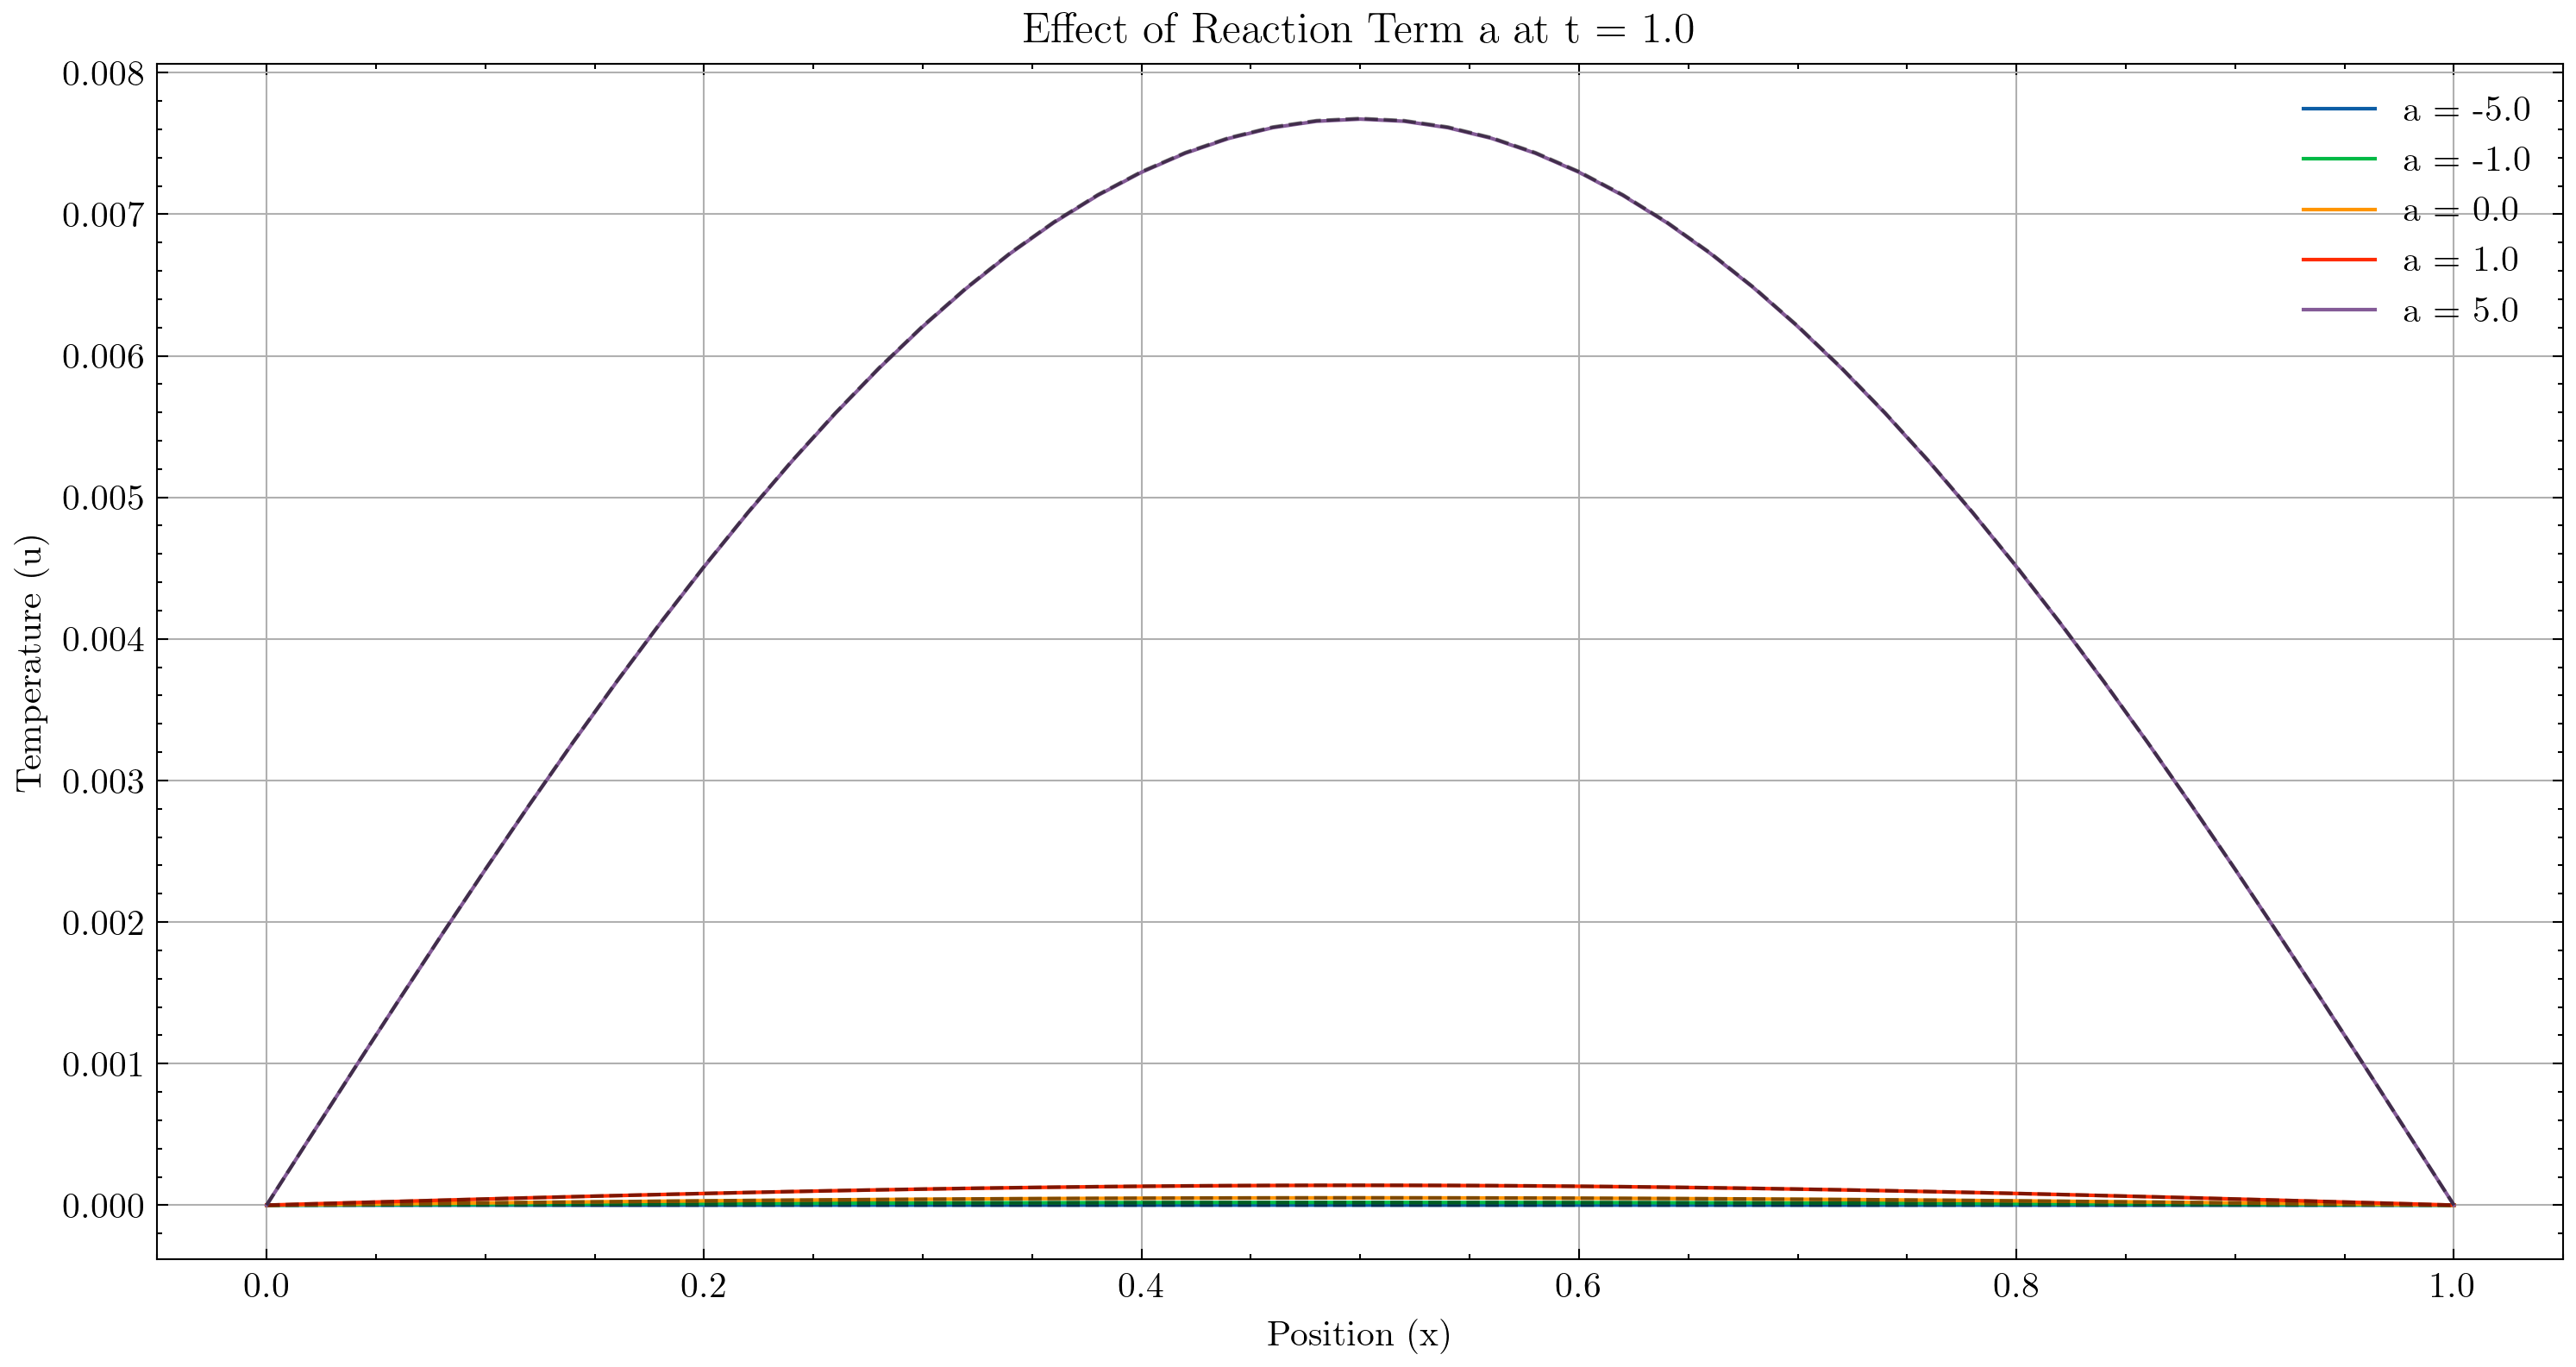 Effect of Reaction Term a at t = 1.0
0.008
0.007
0.006
0.005
0.004
0.003
0.002
0.001
0.000
Temperature (u)
a = -5.0
a = -1.0
a = 0.0
a = 1.0
a = 5.0
0.0 0.2 0.4 0.6 0.8 1.0
Position (x)